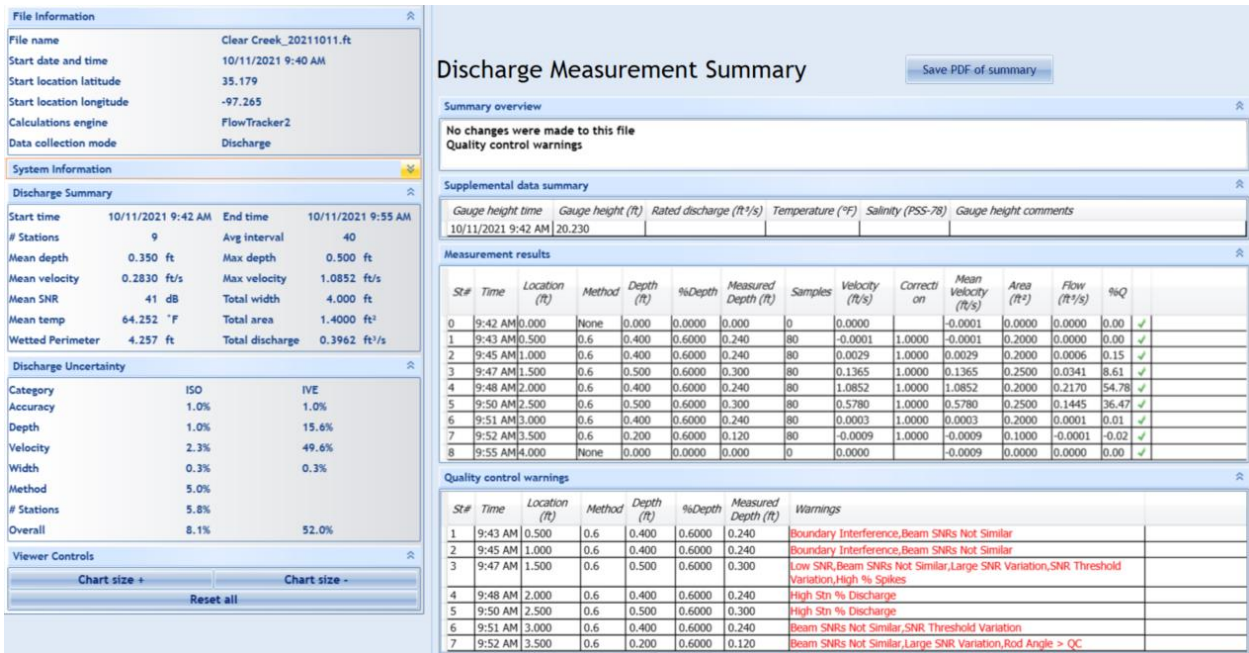 File Information
File name Clear Creek_20211011.ft
Start date and time 10/11/2021 9:40 AM
Start location latitude 35.179
Start location longitude -97.265
Calculations engine FlowTracker2
Data collection mode Discharge
System Information
Discharge Summary
Start time 10/11/2021 9:42 AM End time 10/11/2021 9:55 AM
# Stations 9 Avg interval 40
Mean depth 0.350 ft Max depth 0.500 ft
Mean velocity 0.2830 ft/s Max velocity 1.0852 ft/s
Mean SNR 41 dB Total width 4.000 ft
Mean temp 64.252 °F Total area 1.4000 ft²
Wetted Perimeter 4.257 ft Total discharge 0.3962 ft³/s
Discharge Uncertainty
Category ISO IVE
Accuracy 1.0% 1.0%
Depth 1.0% 15.6%
Velocity 2.3% 49.6%
Width 0.3% 0.3%
Method 5.0%
# Stations 5.8%
Overall 8.1% 52.0%
Viewer Controls
Chart size + Chart size -
Reset all
Discharge Measurement Summary
Save PDF of summary
Summary overview
No changes were made to this file
Quality control warnings
Supplemental data summary
Gauge height time Gauge height (ft) Rated discharge (ft³/s) Temperature (°F) Salinity (PSS-78) Gauge height comments
10/11/2021 9:42 AM 20.230
Measurement results
St# Time Location (ft) Method Depth (ft) %Depth Measured Depth (ft) Samples Velocity (ft/s) Correcti on Mean Velocity (ft/s) Area (ft²) Flow (ft³/s) %Q
0 9:42 AM 0.000 None 0.000 0.0000 0.000 0 0.0000 -0.0001 0.0000 0.0000 0.00
1 9:43 AM 0.500 0.6 0.400 0.6000 0.240 80 -0.0001 1.0000 -0.0001 0.2000 0.0000 0.00
2 9:45 AM 1.000 0.6 0.400 0.6000 0.240 80 0.0029 1.0000 0.0029 0.2000 0.0006 0.15
3 9:47 AM 1.500 0.6 0.500 0.6000 0.300 80 0.1365 1.0000 0.1365 0.2500 0.0341 8.61
4 9:48 AM 2.000 0.6 0.400 0.6000 0.240 80 1.0852 1.0000 1.0852 0.2000 0.2170 54.78
5 9:50 AM 2.500 0.6 0.500 0.6000 0.300 80 0.5780 1.0000 0.5780 0.2500 0.1445 36.47
6 9:51 AM 3.000 0.6 0.400 0.6000 0.240 80 0.0003 1.0000 0.0003 0.2000 0.0001 0.01
7 9:52 AM 3.500 0.6 0.200 0.6000 0.120 80 -0.0009 1.0000 -0.0009 0.1000 -0.0001 -0.02
8 9:55 AM 4.000 None 0.000 0.0000 0.000 0 0.0000 -0.0009 0.0000 0.0000 0.00
Quality control warnings
St# Time Location (ft) Method Depth (ft) %Depth Measured Depth (ft) Warnings
1 9:43 AM 0.500 0.6 0.400 0.6000 0.240 Boundary Interference,Beam SNRs Not Similar
2 9:45 AM 1.000 0.6 0.400 0.6000 0.240 Boundary Interference,Beam SNRs Not Similar
3 9:47 AM 1.500 0.6 0.500 0.6000 0.300 Low SNR,Beam SNRs Not Similar,Large SNR Variation,SNR Threshold
Variation,High % Spikes
4 9:48 AM 2.000 0.6 0.400 0.6000 0.240 High Stn % Discharge
5 9:50 AM 2.500 0.6 0.500 0.6000 0.300 High Stn % Discharge
6 9:51 AM 3.000 0.6 0.400 0.6000 0.240 Beam SNRs Not Similar,SNR Threshold Variation
7 9:52 AM 3.500 0.6 0.200 0.6000 0.120 Beam SNRs Not Similar,Large SNR Variation,Rod Angle > QC